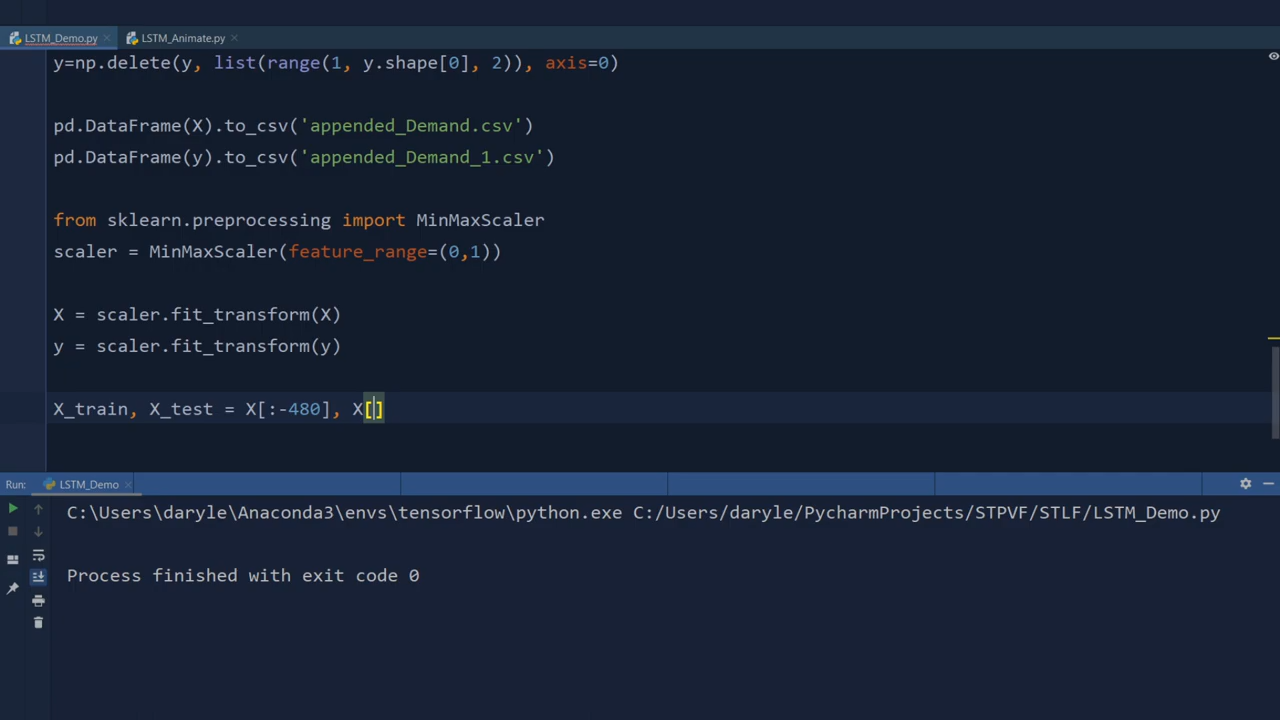 LSTM_Demo.py
LSTM_Animate.py
y=np.delete(y, list(range(1, y.shape[0], 2)), axis=0)
pd.DataFrame(X).to_csv('appended_Demand.csv')
pd.DataFrame(y).to_csv('appended_Demand_1.csv')
from sklearn.preprocessing import MinMaxScaler
scaler = MinMaxScaler(feature_range=(0,1))
X = scaler.fit_transform(X)
y = scaler.fit_transform(y)
X_train, X_test = X[:-480], X[]
Run: LSTM_Demo
C:\Users\daryle\Anaconda3\envs\tensorflow\python.exe C:/Users/daryle/PycharmProjects/STPVF/STLF/LSTM_Demo.py
Process finished with exit code 0